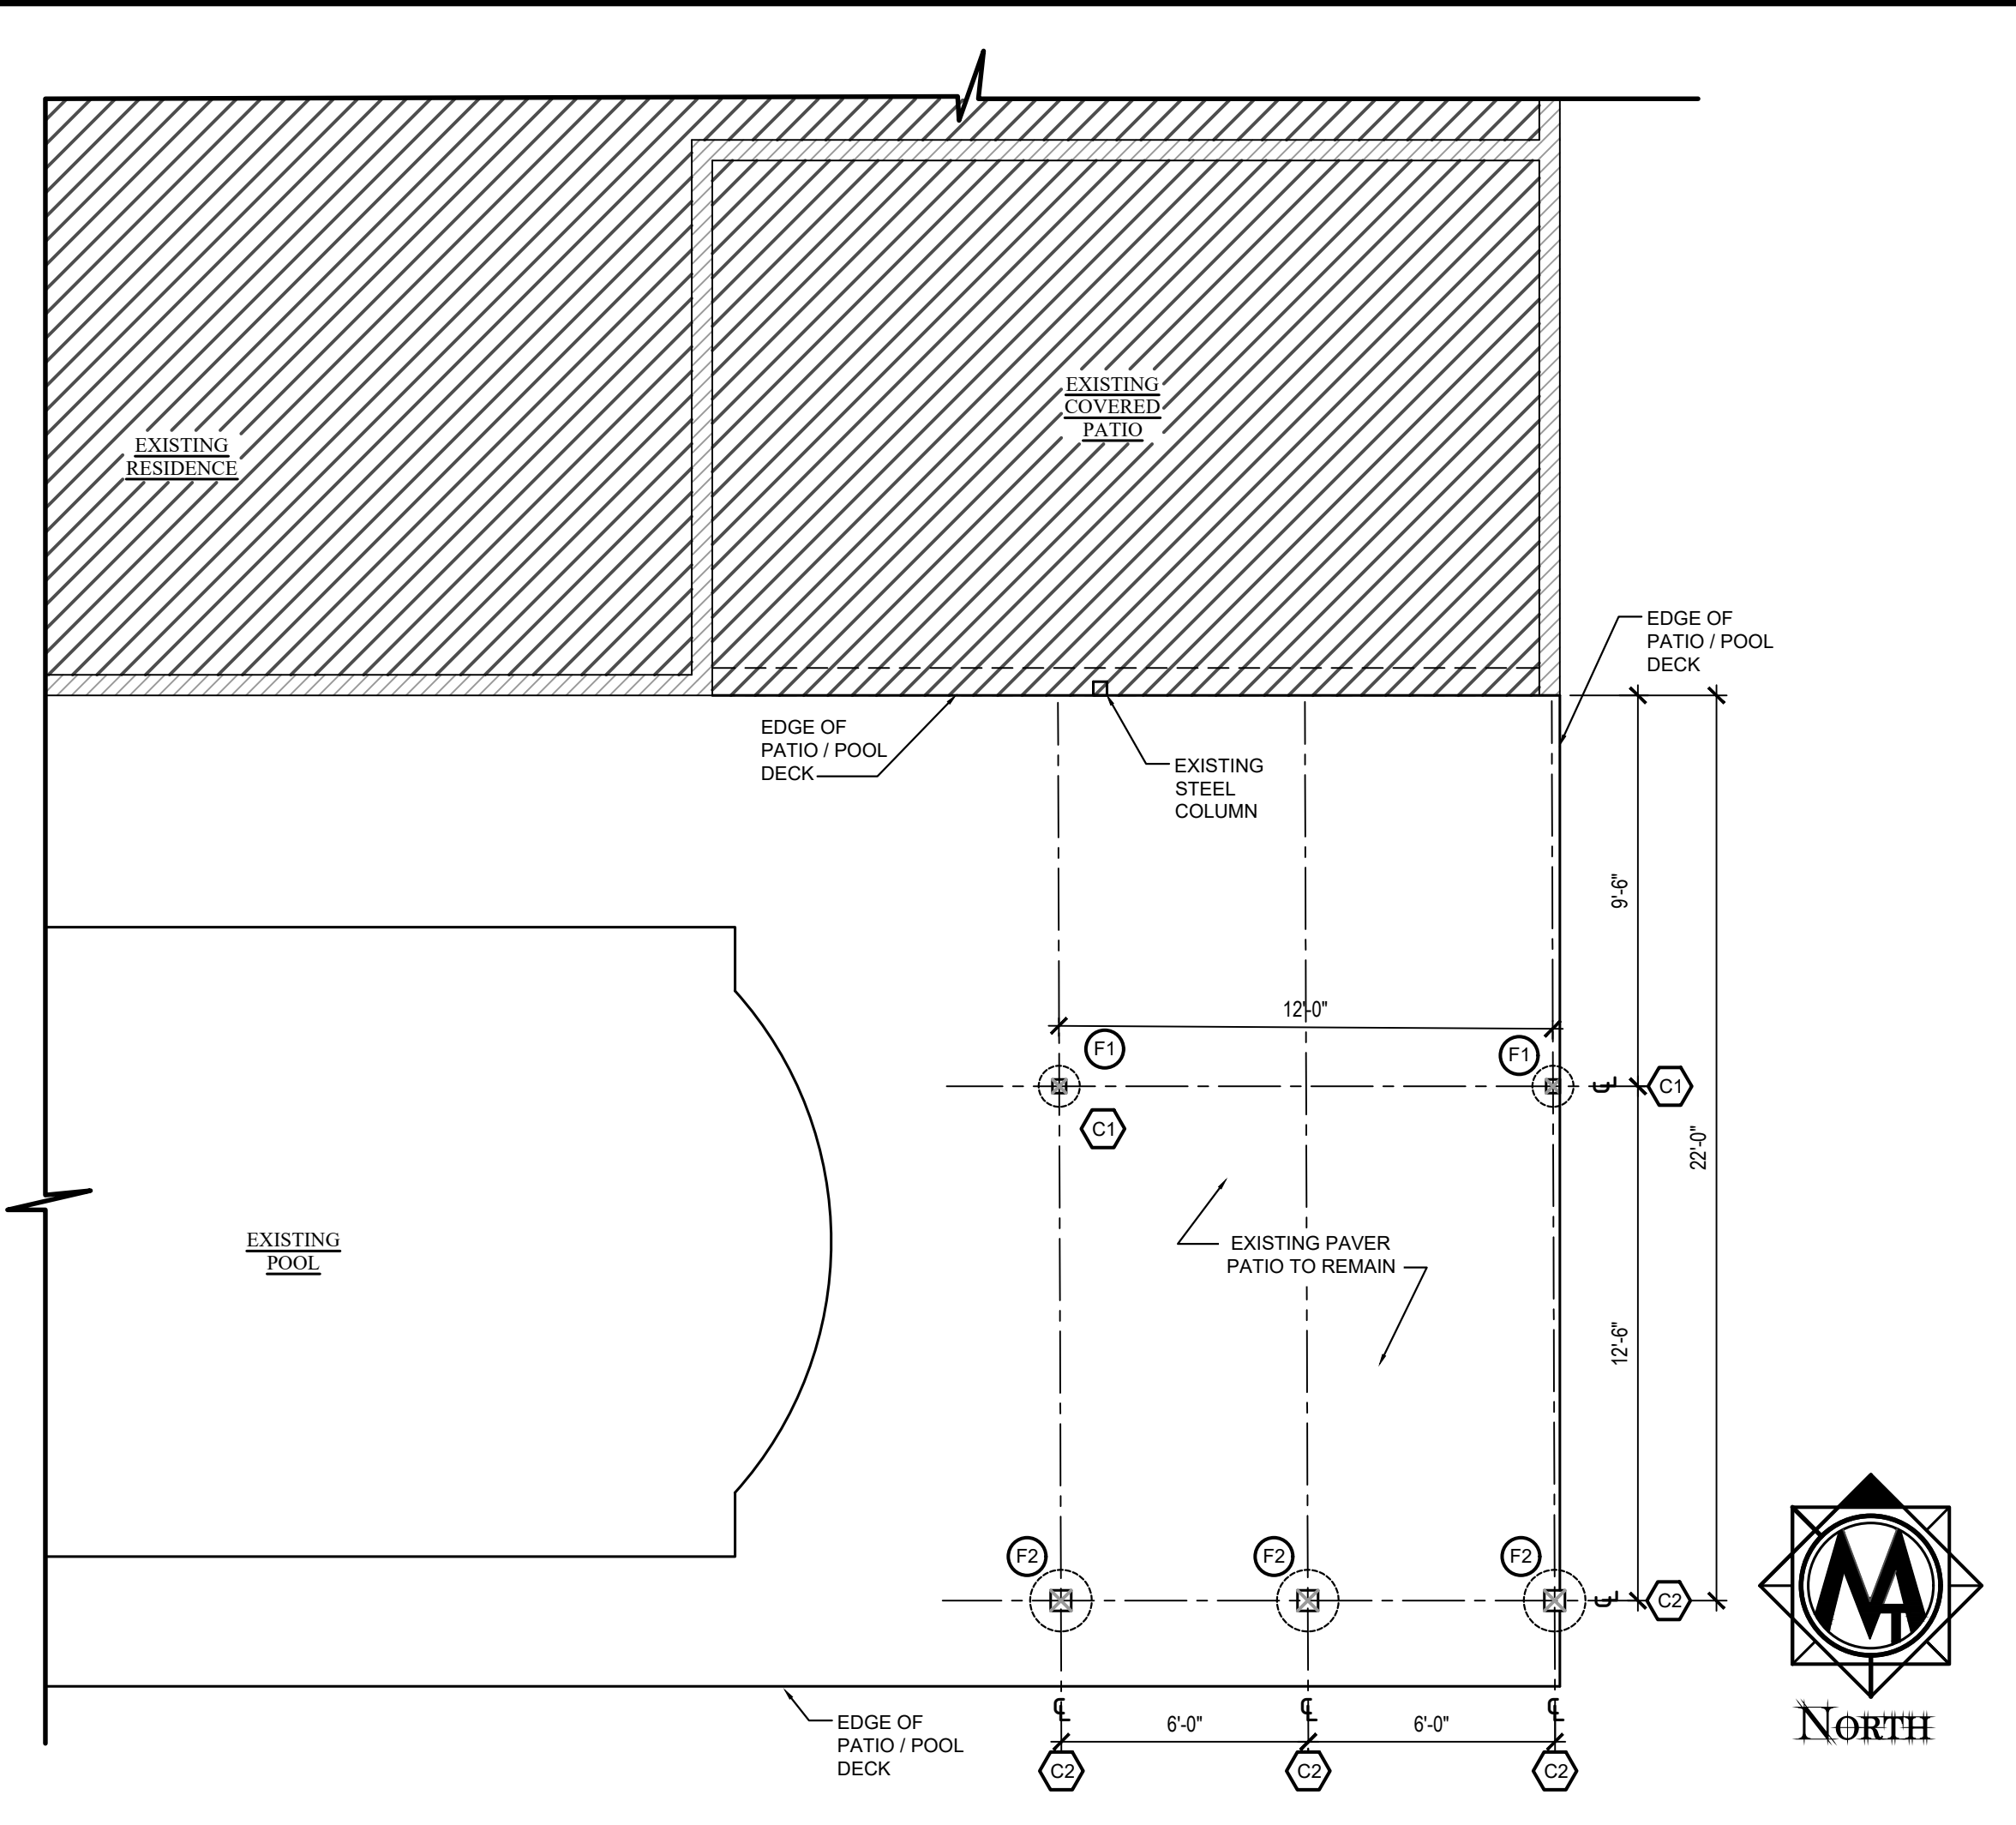 EXISTING
COVERED
PATIO
EXISTING
RESIDENCE
EDGE OF
PATIO / POOL
DECK
EDGE OF
PATIO / POOL
DECK
EXISTING
STEEL
COLUMN
9'-6"
12'-0"
F1
F1
C1
C1
22'-0"
EXISTING PAVER
PATIO TO REMAIN
EXISTING
POOL
12'-6"
F2
F2
F2
C2
EDGE OF
PATIO / POOL
DECK
6'-0"
6'-0"
C2
C2
C2
MA
NORTH